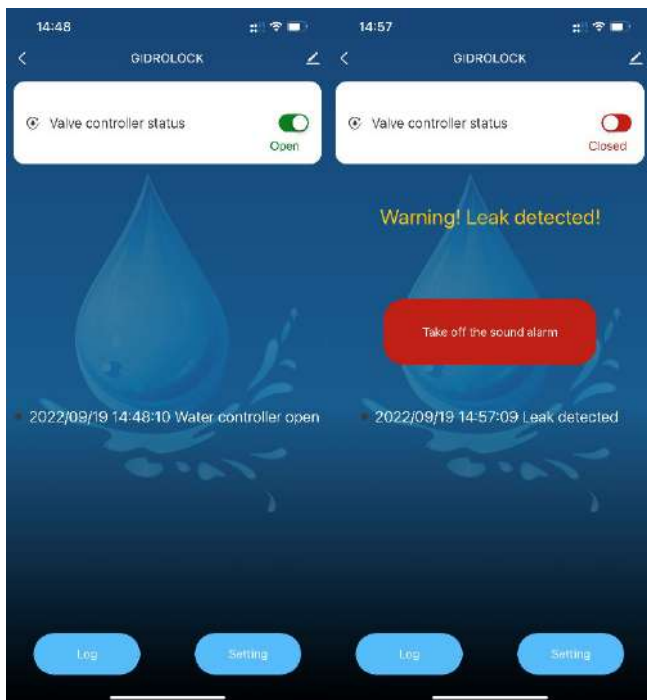 14:48
GIDROLOCK
Valve controller status
Open
2022/09/19 14:48:10 Water controller open
Log
Setting
14:57
GIDROLOCK
Valve controller status
Closed
Warning! Leak detected!
Take off the sound alarm
2022/09/19 14:57:09 Leak detected
Log
Setting